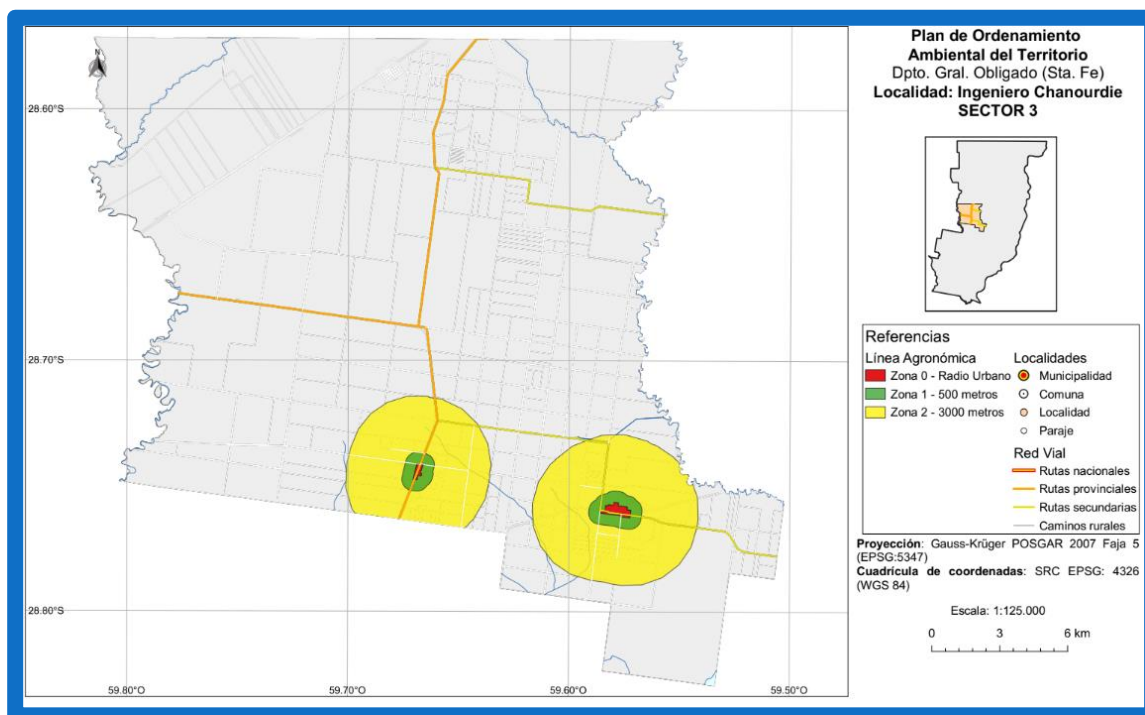 Plan de Ordenamiento
Ambiental del Territorio
Dpto. Gral. Obligado (Sta. Fe)
Localidad: Ingeniero Chanourdie
SECTOR 3
N
28.60°S
28.70°S
28.80°S
59.80°O
59.70°O
59.60°O
59.50°O
Referencias
Línea Agronómica
Zona 0 - Radio Urbano
Zona 1 - 500 metros
Zona 2 - 3000 metros
Localidades
Municipalidad
Comuna
Localidad
Paraje
Red Vial
Rutas nacionales
Rutas provinciales
Rutas secundarias
Caminos rurales
Proyección: Gauss-Krüger POSGAR 2007 Faja 5
(EPSG:5347)
Cuadrícula de coordenadas: SRC EPSG: 4326
(WGS 84)
Escala: 1:125.000
0 3 6 km